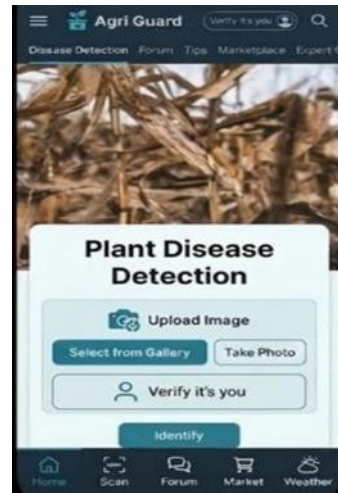 Agri Guard Verify it's you
Disease Detection Forum Tips Marketplace Expert
Plant Disease
Detection
Upload Image
Select from Gallery Take Photo
Verify it's you
Identify
Home Scan Forum Market Weather